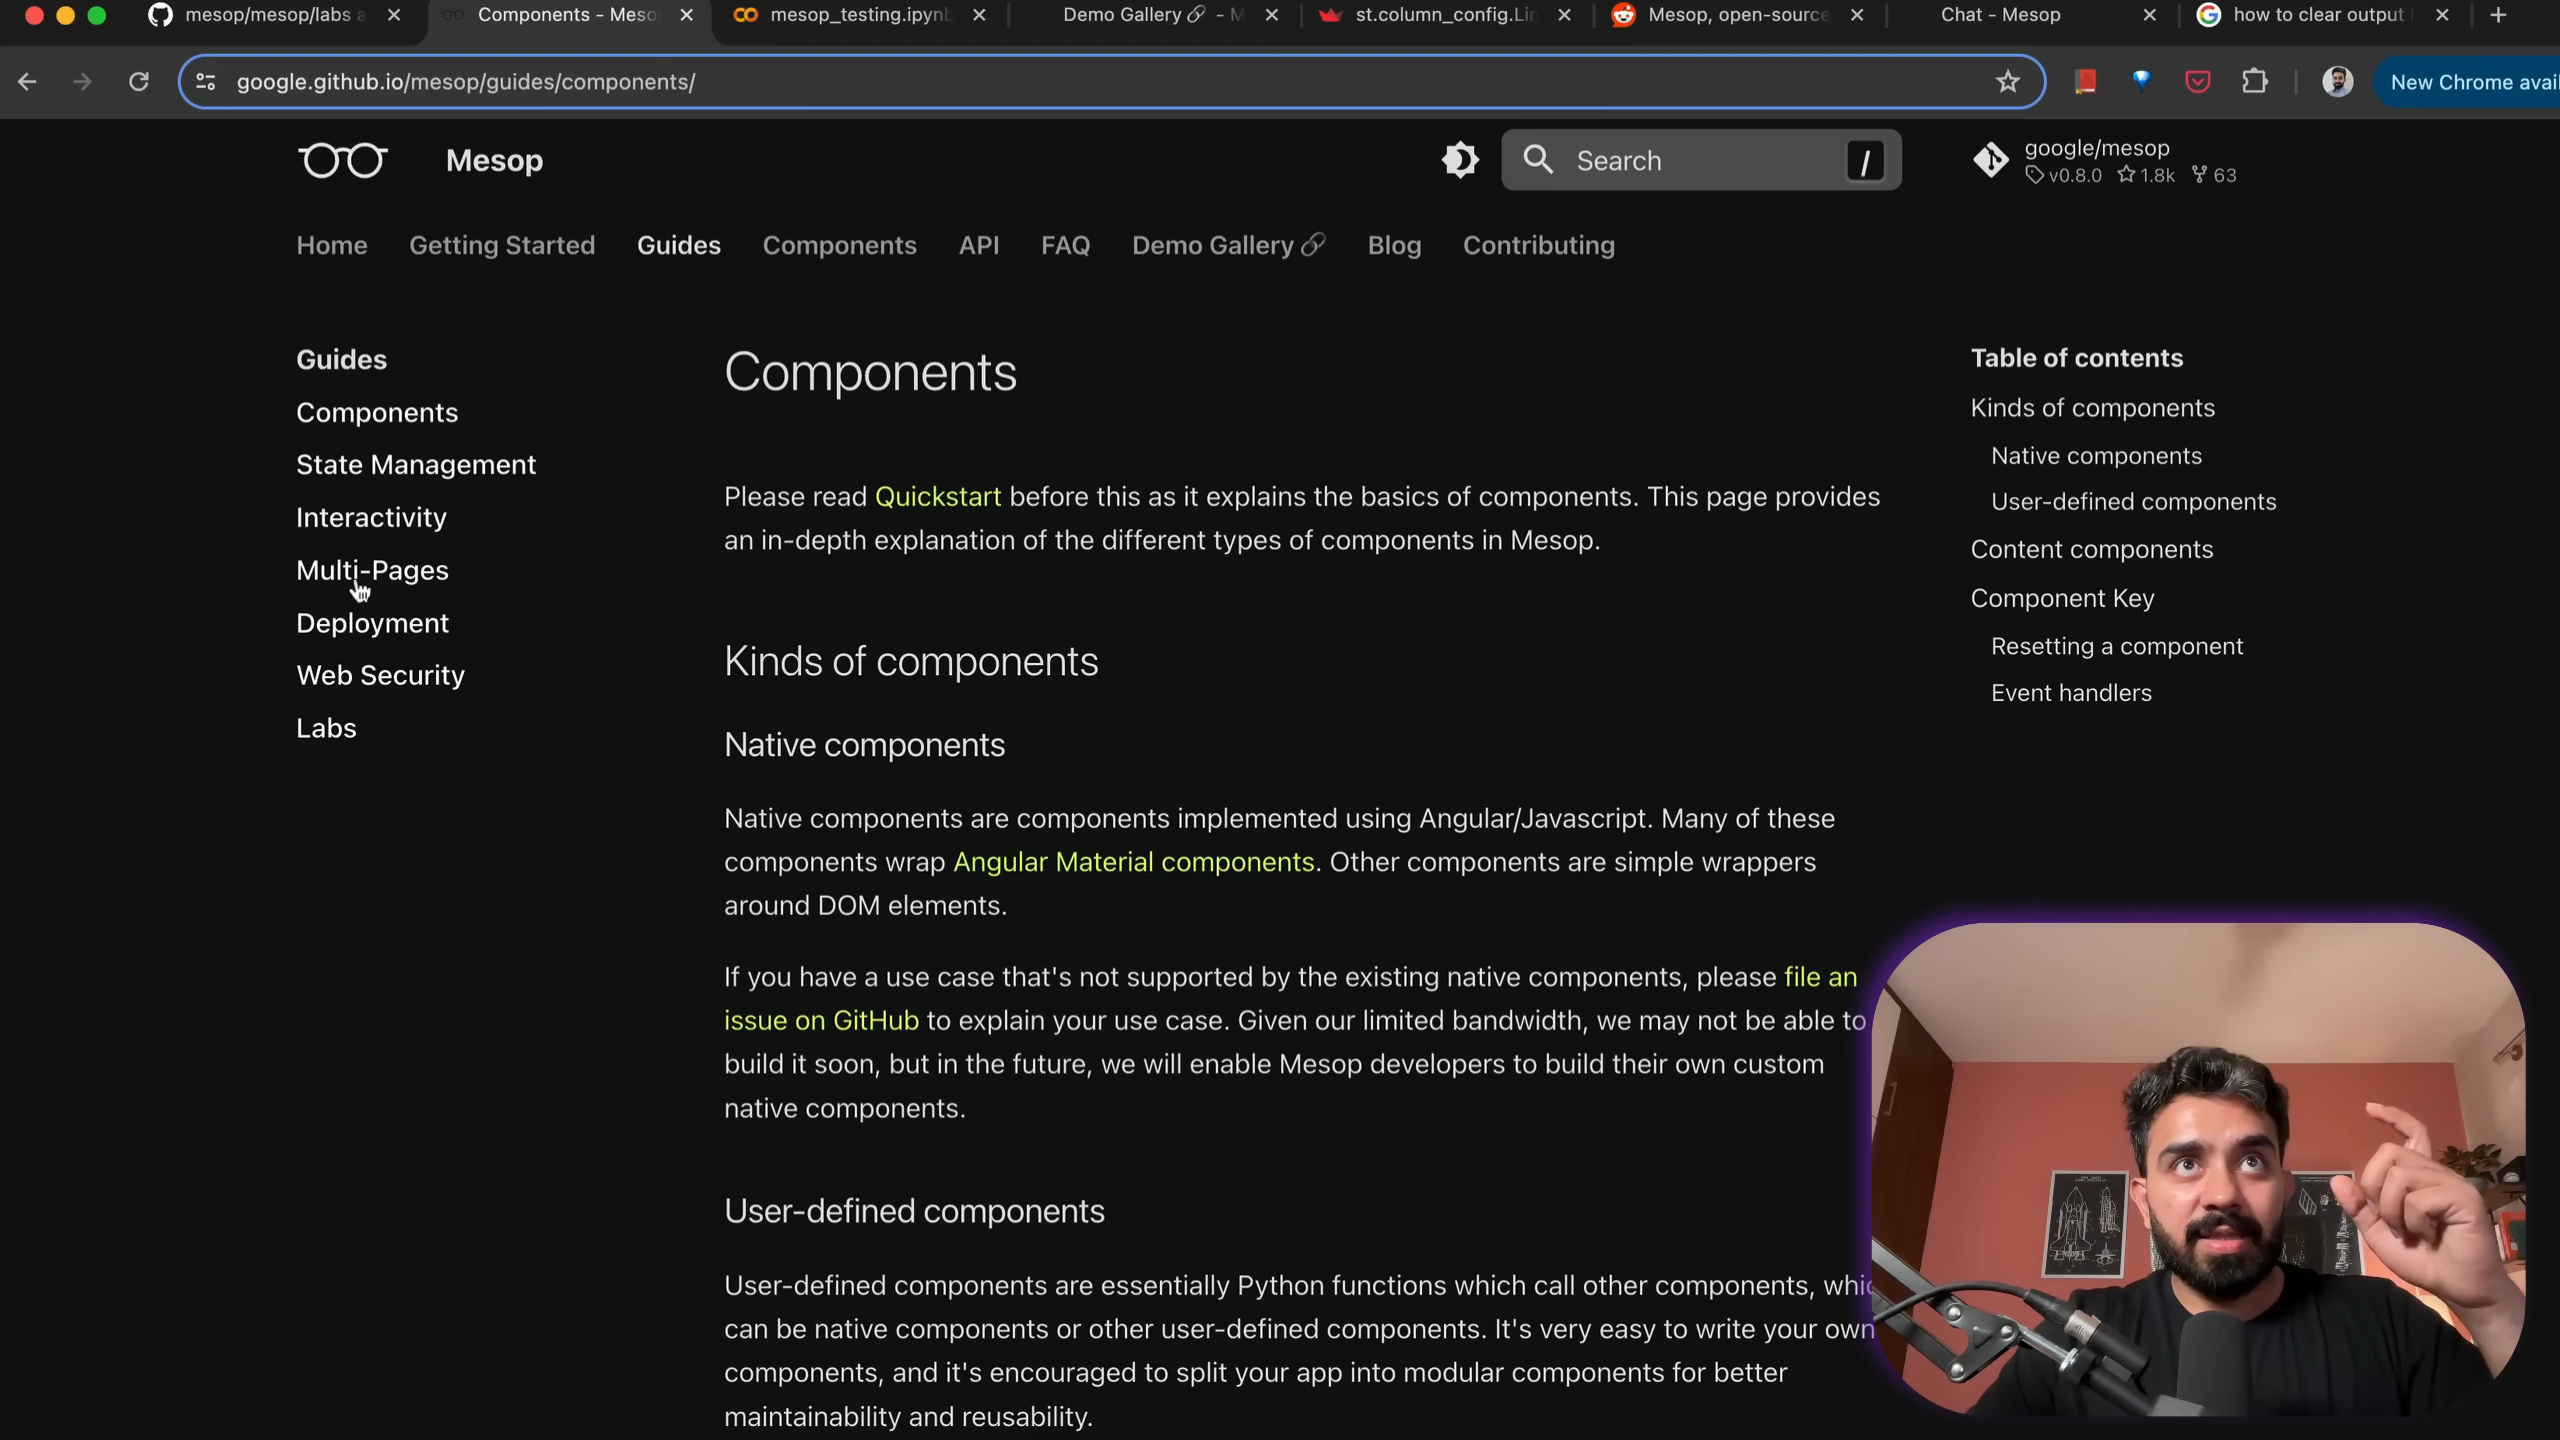 mesop/mesop/labs
Components - Meso
mesop_testing.ipynb
Demo Gallery - M
st.column_config.Lin
Mesop, open-source
Chat - Mesop
how to clear output i
google.github.io/mesop/guides/components/
New Chrome avail
Mesop
Search
/
google/mesop
v0.8.0 1.8k 63
Home Getting Started Guides Components API FAQ Demo Gallery Blog Contributing
Guides
Components
State Management
Interactivity
Multi-Pages
Deployment
Web Security
Labs
Components
Please read Quickstart before this as it explains the basics of components. This page provides
an in-depth explanation of the different types of components in Mesop.
Kinds of components
Native components
Native components are components implemented using Angular/Javascript. Many of these
components wrap Angular Material components. Other components are simple wrappers
around DOM elements.
If you have a use case that's not supported by the existing native components, please file an
issue on GitHub to explain your use case. Given our limited bandwidth, we may not be able to
build it soon, but in the future, we will enable Mesop developers to build their own custom
native components.
User-defined components
User-defined components are essentially Python functions which call other components, whic
can be native components or other user-defined components. It's very easy to write your own
components, and it's encouraged to split your app into modular components for better
maintainability and reusability.
Table of contents
Kinds of components
Native components
User-defined components
Content components
Component Key
Resetting a component
Event handlers